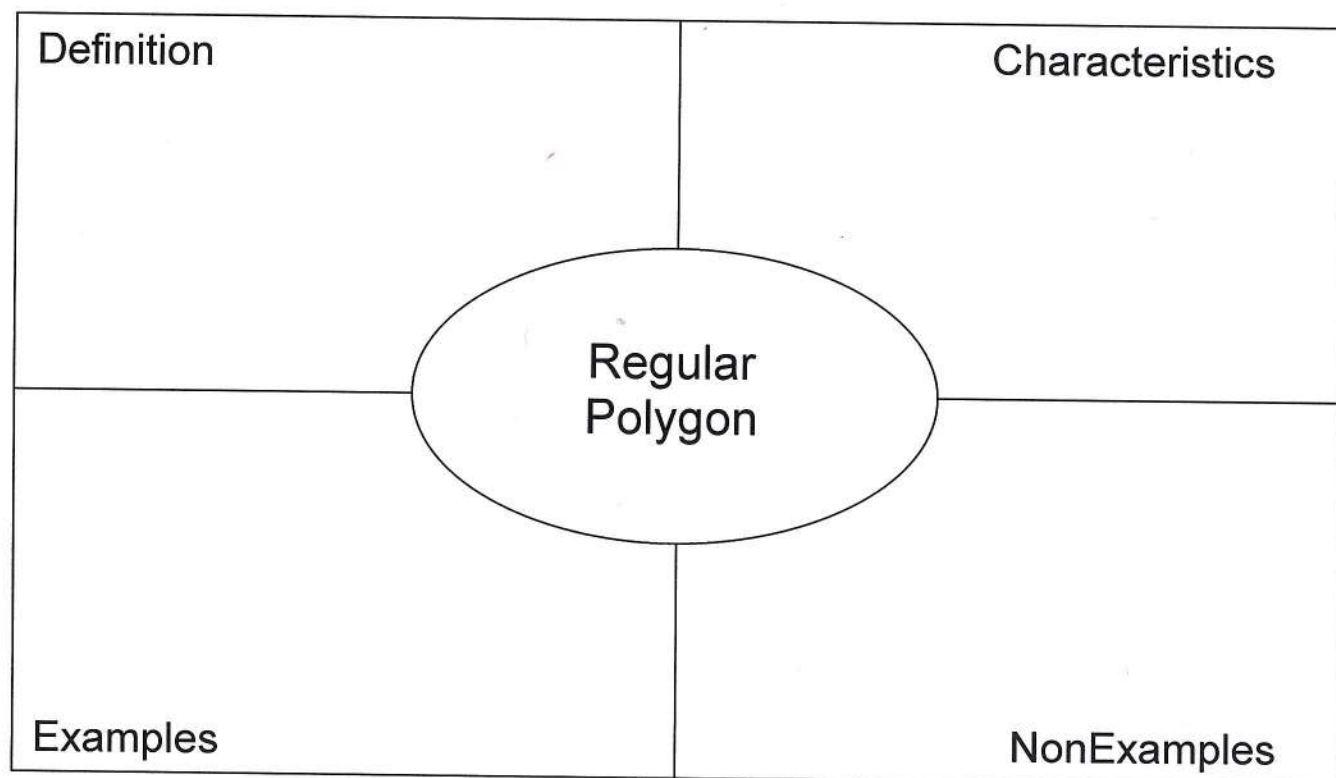 Definition
Characteristics
Regular
Polygon
Examples
NonExamples